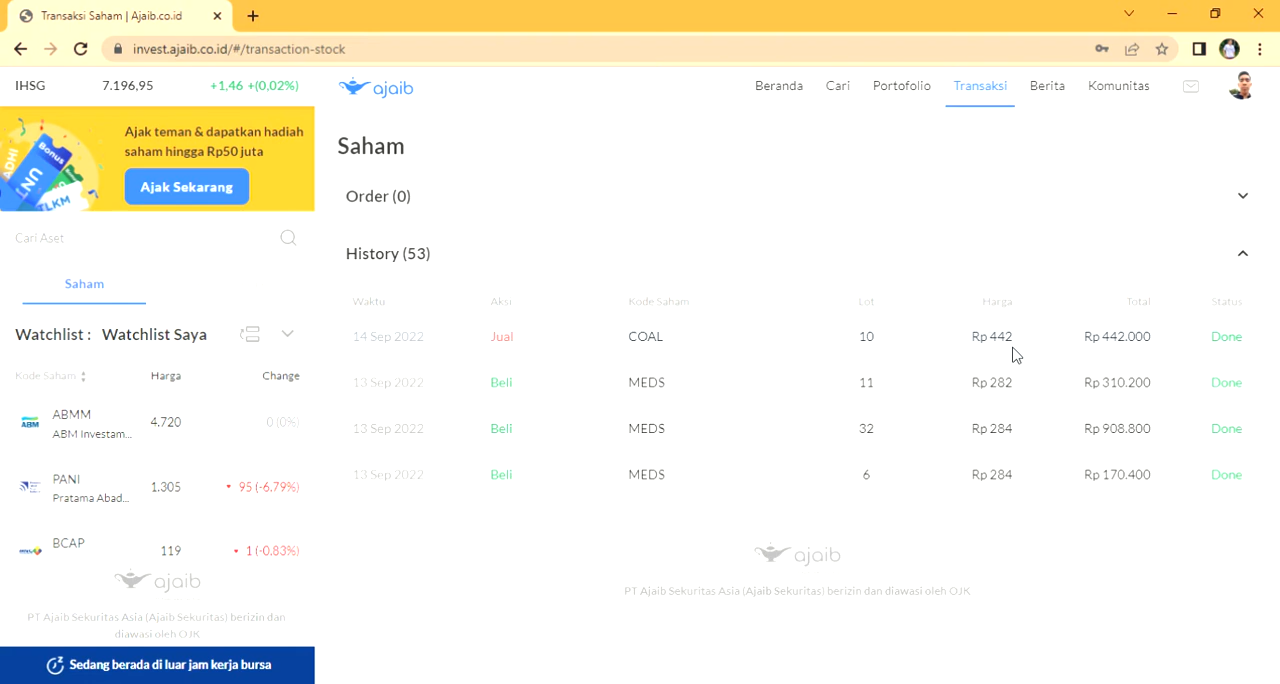 Transaksi Saham | Ajaib.co.id
invest.ajaib.co.id/#/transaction-stock
IHSG 7.196,95 +1,46 +(0,02%)
ajaib
Beranda Cari Portofolio Transaksi Berita Komunitas
Ajak teman & dapatkan hadiah
saham hingga Rp50 juta
Ajak Sekarang
Bonus
ADHI
UN
TLKM
Cari Aset
Saham
Watchlist : Watchlist Saya
Kode Saham Harga Change
ABMM
ABM Investam...
4.720 0 (0%)
PANI
Pratama Abad...
1.305 95 (-6.79%)
BCAP
119 1 (-0.83%)
ajaib
PT Ajaib Sekuritas Asia (Ajaib Sekuritas) berizin dan
diawasi oleh OJK
Sedang berada di luar jam kerja bursa
Saham
Order (0)
History (53)
Waktu Aksi Kode Saham Lot Harga Total Status
14 Sep 2022 Jual COAL 10 Rp 442 Rp 442.000 Done
13 Sep 2022 Beli MEDS 11 Rp 282 Rp 310.200 Done
13 Sep 2022 Beli MEDS 32 Rp 284 Rp 908.800 Done
13 Sep 2022 Beli MEDS 6 Rp 284 Rp 170.400 Done
ajaib
PT Ajaib Sekuritas Asia (Ajaib Sekuritas) berizin dan diawasi oleh OJK